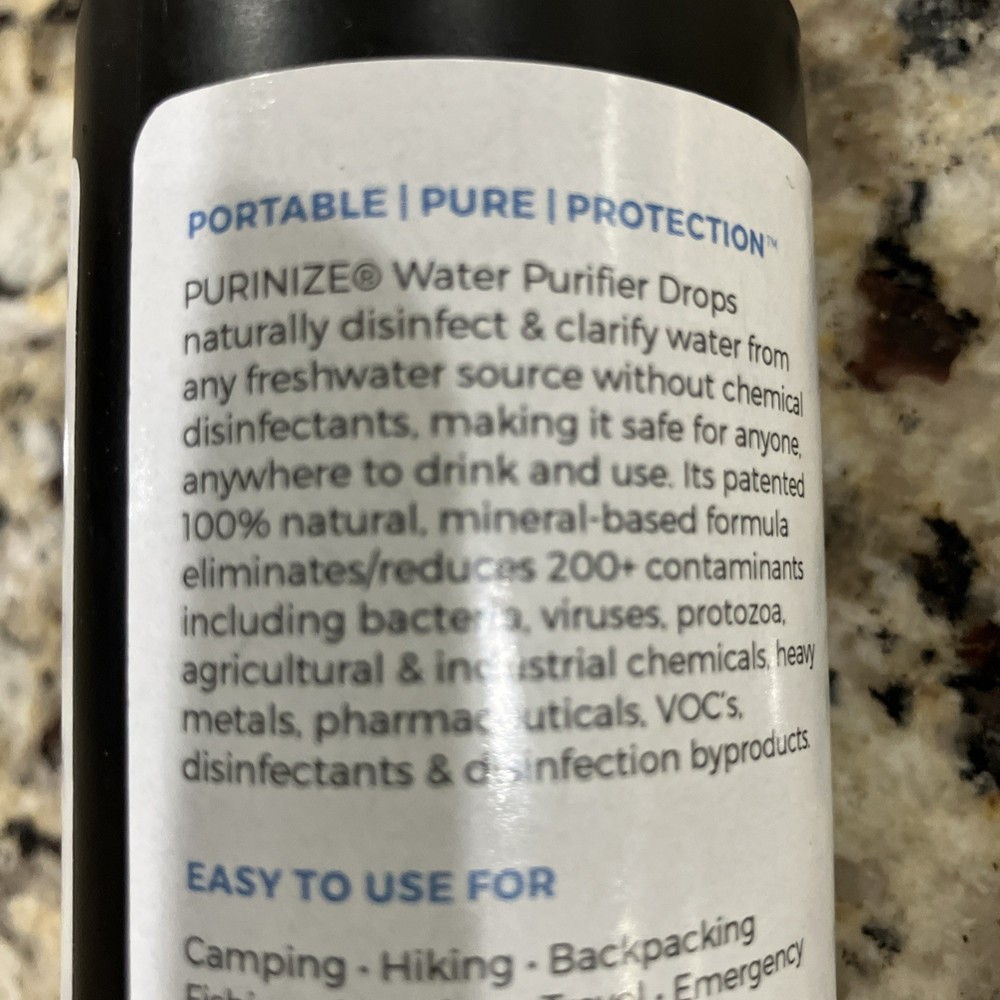 PORTABLE | PURE | PROTECTION™
PURINIZE® Water Purifier Drops
naturally disinfect & clarify water from
any freshwater source without chemical
disinfectants, making it safe for anyone,
anywhere to drink and use. Its patented
100% natural, mineral-based formula
eliminates/reduces 200+ contaminants
including bacteria, viruses, protozoa,
agricultural & industrial chemicals, heavy
metals, pharmaceuticals, VOC's,
disinfectants & disinfection byproducts.
EASY TO USE FOR
Camping • Hiking • Backpacking
• Emergency